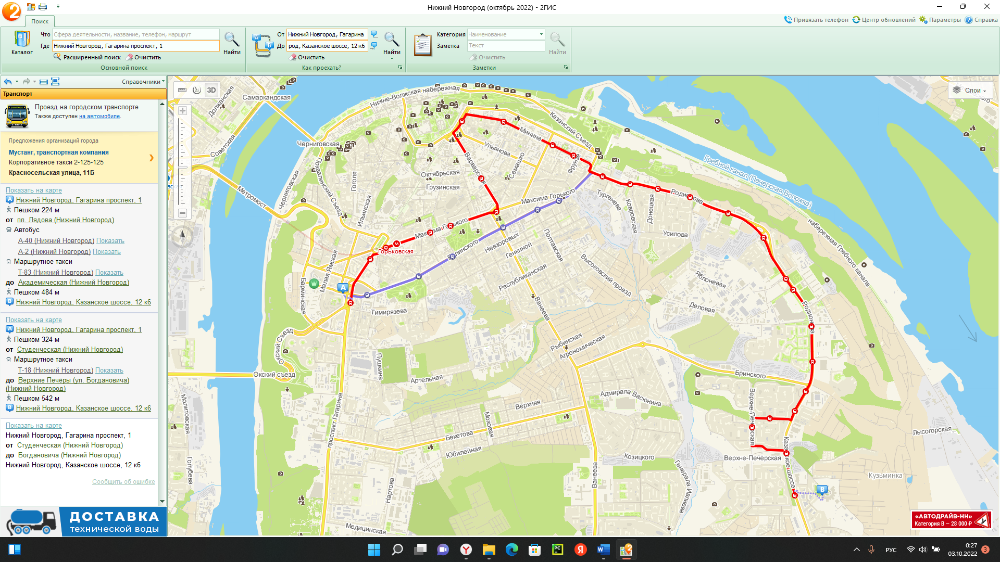 Нижний Новгород (октябрь 2022) - 2ГИС
Поиск
Привязать телефон
Центр обновлений
Параметры
Справка
Каталог
Что
Сфера деятельности, название, телефон, маршрут
Где
Нижний Новгород, Гагарина проспект, 1
Расширенный поиск
Очистить
Найти
Основной поиск
От
Нижний Новгород, Гагарина
До
род, Казанское шоссе, 12 к6
Очистить
Найти
Как проехать?
Категория
Наименование
Заметка
Текст
Очистить
Найти
Заметки
Справочники
Транспорт
Проезд на городском транспорте
Также доступен на автомобиле.
Предложения организаций города
Мустанг, транспортная компания
Корпоративное такси 2-125-125
Красносельская улица, 11Б
Показать на карте
A Нижний Новгород, Гагарина проспект, 1
Пешком 224 м
от пл. Лядова (Нижний Новгород)
Автобус
А-40 (Нижний Новгород) Показать
А-2 (Нижний Новгород) Показать
Маршрутное такси
Т-83 (Нижний Новгород) Показать
до Академическая (Нижний Новгород)
Пешком 484 м
B Нижний Новгород, Казанское шоссе, 12 к6
Показать на карте
A Нижний Новгород, Гагарина проспект, 1
Пешком 324 м
от Студенческая (Нижний Новгород)
Маршрутное такси
Т-18 (Нижний Новгород) Показать
до Верхние Печёры (ул. Богдановича)
(Нижний Новгород)
Пешком 542 м
B Нижний Новгород, Казанское шоссе, 12 к6
Показать на карте
Нижний Новгород, Гагарина проспект, 1
от Студенческая (Нижний Новгород)
до Богдановича (Нижний Новгород)
Нижний Новгород, Казанское шоссе, 12 к6
Сообщить об ошибке
ДОСТАВКА
технической воды
3D
Слои
Самаркандская
Должанская
Нижне-Волжская набережная
Казанский Съезд
Черниговская
Советская
Минина
Ульянова
Семашко
Фрунзе
Варварская
Октябрьская
Грузинская
Гоголя
Похвалинский Съезд
Черниговская
Метромост
Ильинская
Максима Горького
Максима Горького
Гребной канал (Печерская Воложка)
Родионова
Тургенева
Ковровская
Донецкая
Усилова
набережная Гребного канала
Горьковская
Белинского
Невзоровых
Генкиной
Полтавская
Высоковский проезд
Республиканская
Малая Ямская
Барминская
A
Тимирязева
Ванеева
Яблоневая
Деловая
Родионова
Рыбинская
Агрономическая
Окский Съезд
Окский съезд
Пушкина
Артельная
Бринского
Адмирала Васюнина
Верхняя
Моховая
Бекетова
Юбилейная
проспект Гагарина
Молитовская
Голубева
Нартова
Медицинская
Ванеева
Козицкого
Генерала Ивлиева
Верхне-Печерская
Верхне-Печёрская
Казанское шоссе
Лысогорская
Кузьминка
B
«АВТОДРАЙВ-НН»
Категория В – 28 000 ₽
РУС
0:27
03.10.2022
3